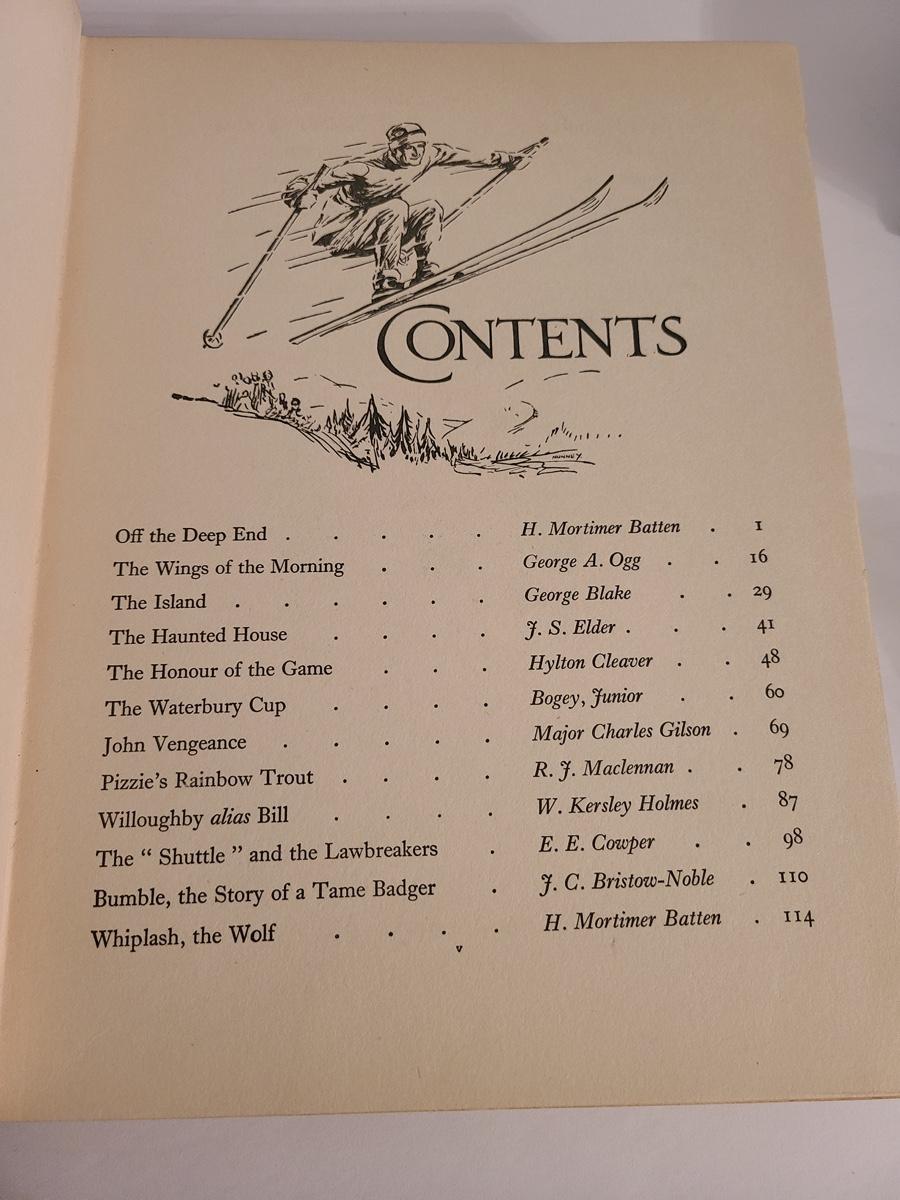 CONTENTS
NUNNEY
Off the Deep End . . . . . H. Mortimer Batten . 1
The Wings of the Morning . . . George A. Ogg . . 16
The Island . . . . . . George Blake . . 29
The Haunted House . . . . J. S. Elder . . . 41
The Honour of the Game . . . Hylton Cleaver . . 48
The Waterbury Cup . . . . Bogey, Junior . . 60
John Vengeance . . . . . Major Charles Gilson . 69
Pizzie's Rainbow Trout . . . . R. J. Maclennan . . 78
Willoughby alias Bill . . . . W. Kersley Holmes . 87
The “ Shuttle ” and the Lawbreakers . E. E. Cowper . . 98
Bumble, the Story of a Tame Badger . J. C. Bristow-Noble . 110
Whiplash, the Wolf . . . . H. Mortimer Batten . 114
v